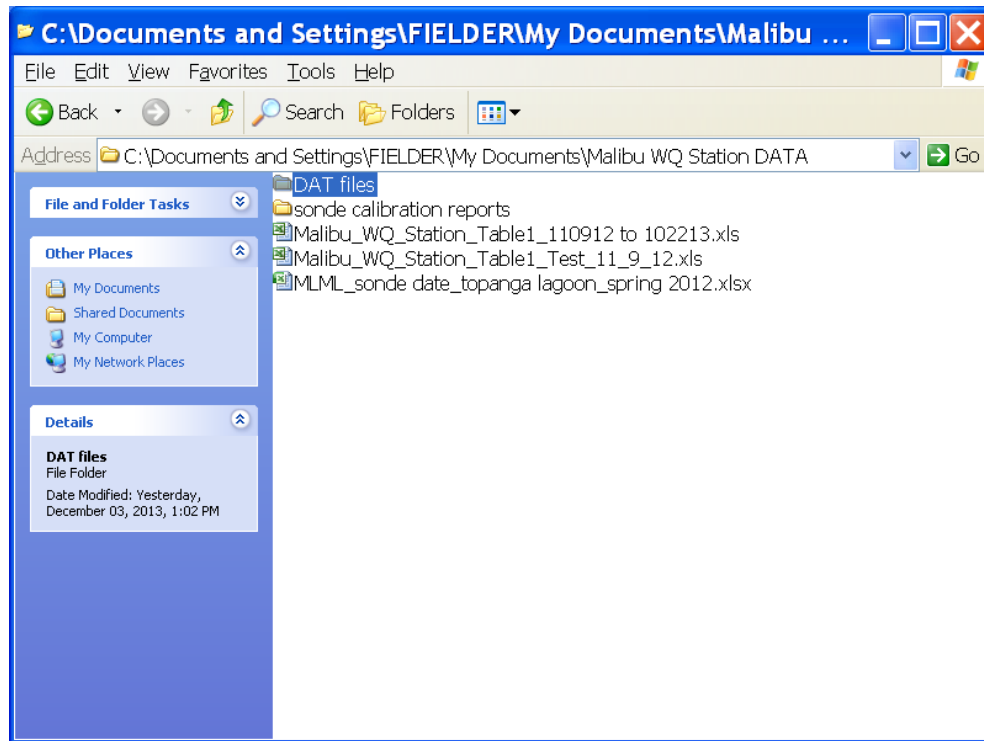 C:\Documents and Settings\FIELDER\My Documents\Malibu ...
File Edit View Favorites Tools Help
Back Search Folders
Address C:\Documents and Settings\FIELDER\My Documents\Malibu WQ Station DATA Go
File and Folder Tasks
Other Places
My Documents
Shared Documents
My Computer
My Network Places
Details
DAT files
File Folder
Date Modified: Yesterday,
December 03, 2013, 1:02 PM
DAT files
sonde calibration reports
Malibu_WQ_Station_Table1_110912 to 102213.xls
Malibu_WQ_Station_Table1_Test_11_9_12.xls
MLML_sonde date_topanga lagoon_spring 2012.xlsx